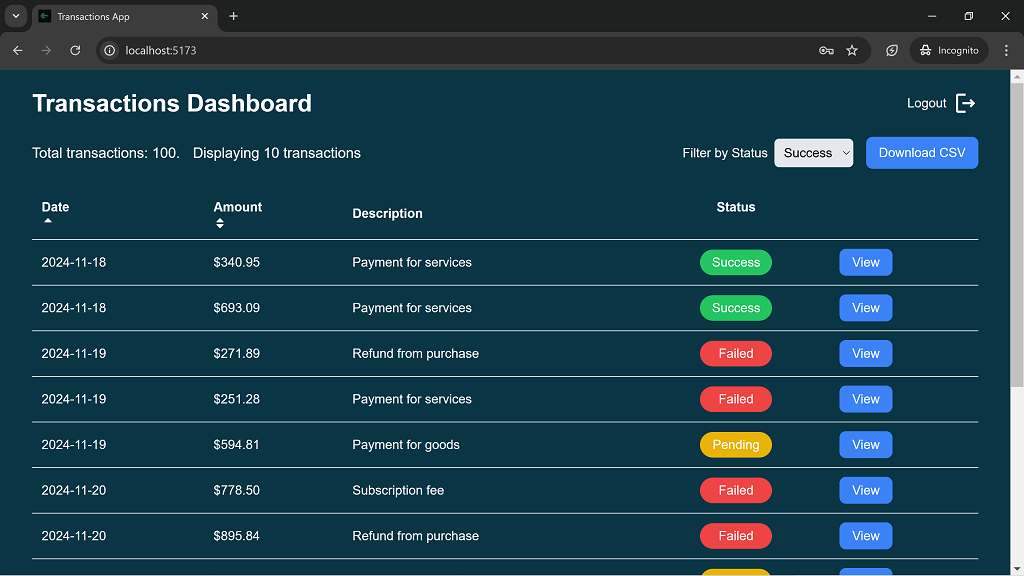 Transactions App
localhost:5173
Incognito
Transactions Dashboard
Logout
Total transactions: 100. Displaying 10 transactions
Filter by Status Success Download CSV
Date Amount Description Status
2024-11-18 $340.95 Payment for services Success View
2024-11-18 $693.09 Payment for services Success View
2024-11-19 $271.89 Refund from purchase Failed View
2024-11-19 $251.28 Payment for services Failed View
2024-11-19 $594.81 Payment for goods Pending View
2024-11-20 $778.50 Subscription fee Failed View
2024-11-20 $895.84 Refund from purchase Failed View